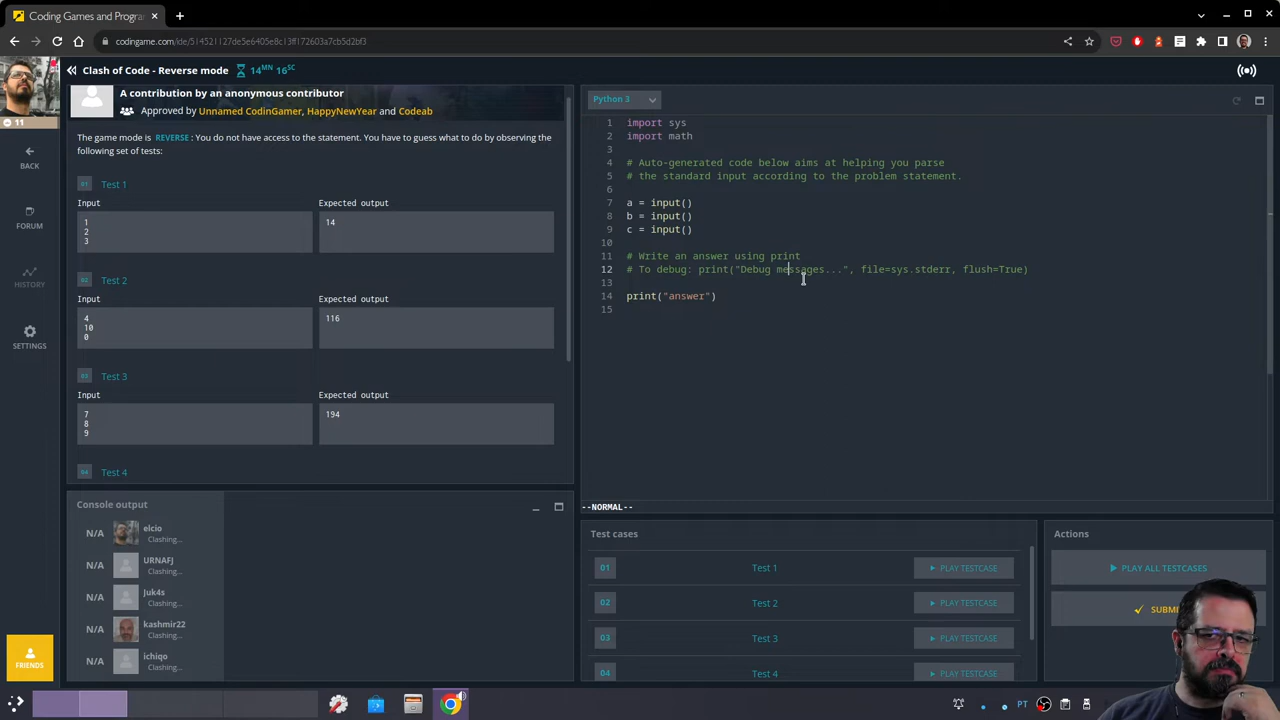 Coding Games and Progra
codingame.com/ide/514521127de5e6405e8c13ff172603a7cb5d2bf3
Clash of Code - Reverse mode
14MN 16SC
11
BACK
FORUM
HISTORY
SETTINGS
FRIENDS
A contribution by an anonymous contributor
Approved by Unnamed CodinGamer, HappyNewYear and Codeab
The game mode is REVERSE: You do not have access to the statement. You have to guess what to do by observing the
following set of tests:
01 Test 1
Input Expected output
1 14
2
3
02 Test 2
Input Expected output
4 116
10
0
03 Test 3
Input Expected output
7 194
8
9
04 Test 4
Console output
N/A elcio
Clashing...
N/A URNAFJ
Clashing...
N/A Juk4s
Clashing...
N/A kashmir22
Clashing...
N/A ichiqo
Clashing...
Python 3
1 import sys
2 import math
3
4 # Auto-generated code below aims at helping you parse
5 # the standard input according to the problem statement.
6
7 a = input()
8 b = input()
9 c = input()
10
11 # Write an answer using print
12 # To debug: print("Debug messages...", file=sys.stderr, flush=True)
13
14 print("answer")
15
--NORMAL--
Test cases
01 Test 1 PLAY TESTCASE
02 Test 2 PLAY TESTCASE
03 Test 3 PLAY TESTCASE
04 Test 4 PLAY TESTCASE
Actions
PLAY ALL TESTCASES
SUBM
PT